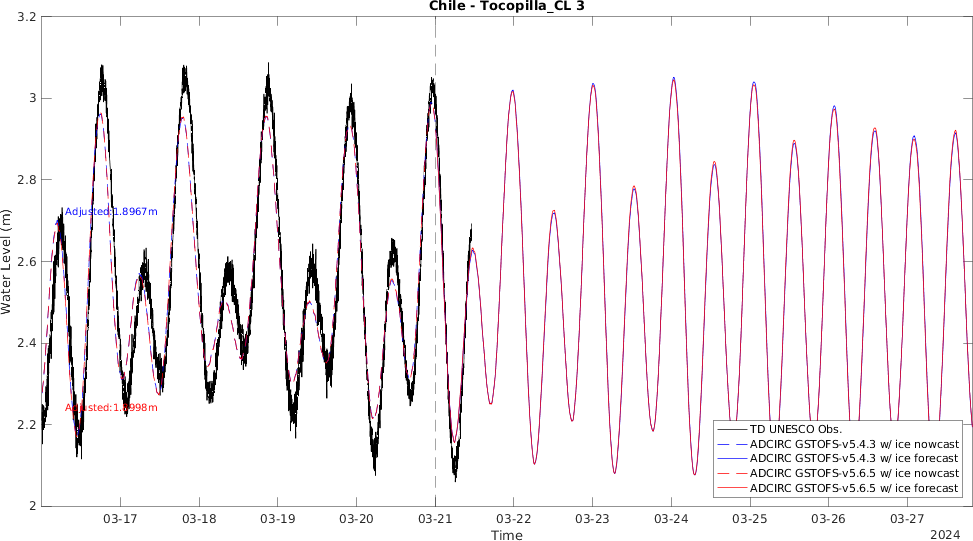 Chile - Tocopilla_CL 3
3.2
3
2.8
2.6
2.4
2.2
2
Water Level (m)
Adjusted:1.8967m
Adjusted:1.8998m
TD UNESCO Obs.
ADCIRC GSTOFS-v5.4.3 w/ ice nowcast
ADCIRC GSTOFS-v5.4.3 w/ ice forecast
ADCIRC GSTOFS-v5.6.5 w/ ice nowcast
ADCIRC GSTOFS-v5.6.5 w/ ice forecast
03-17 03-18 03-19 03-20 03-21 03-22 03-23 03-24 03-25 03-26 03-27
Time
2024